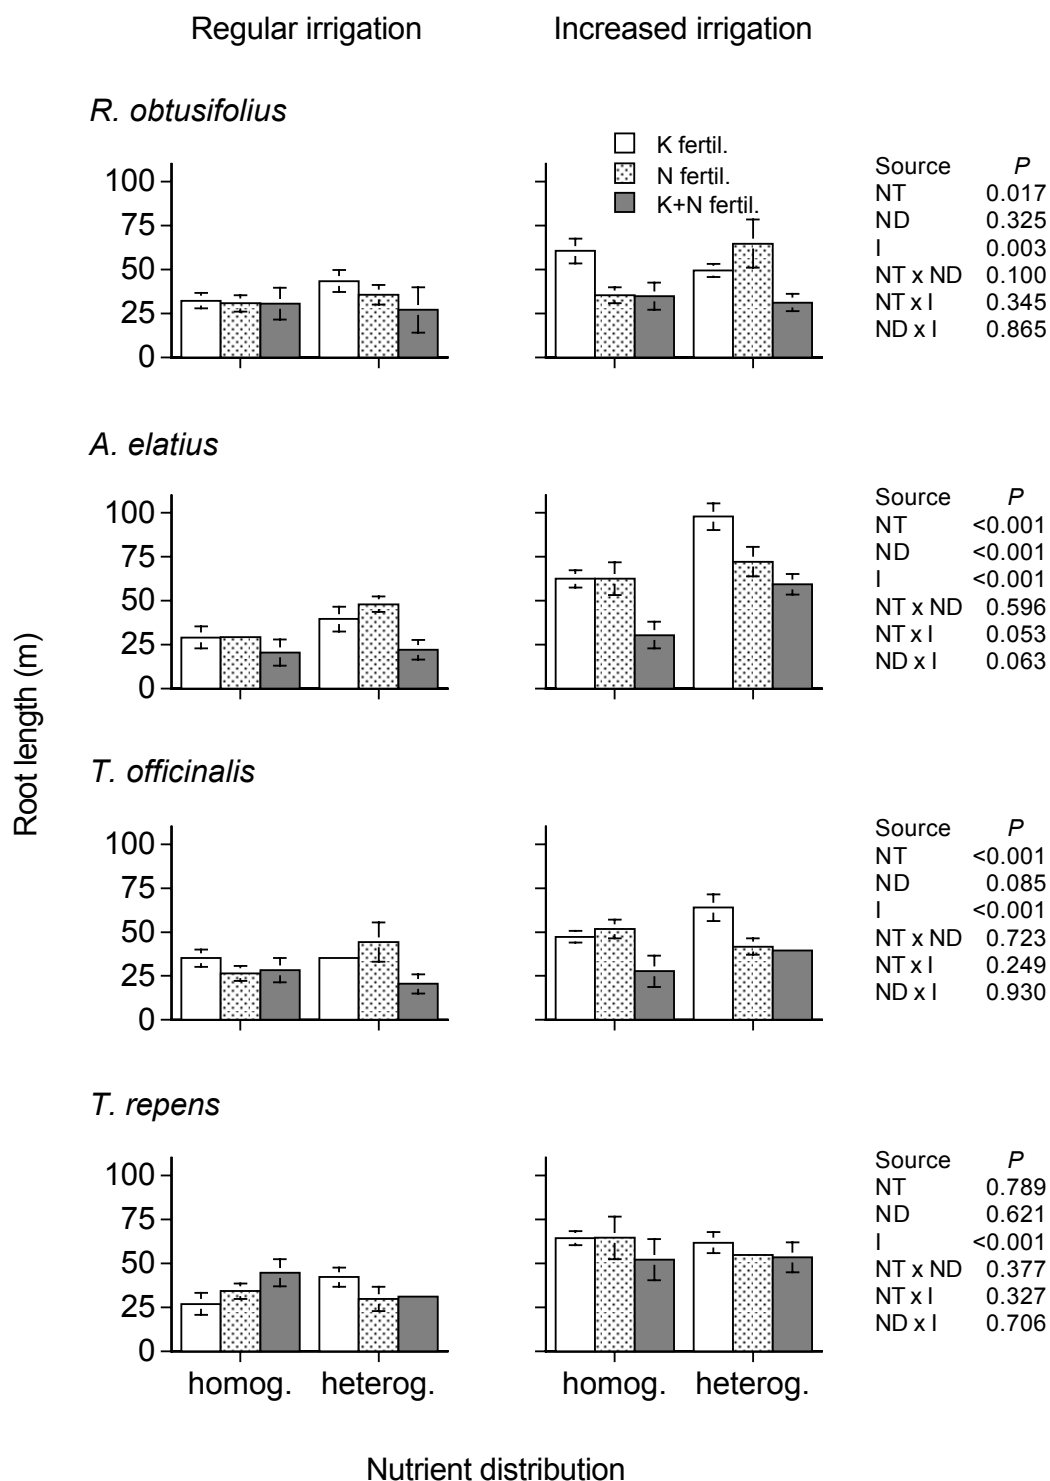 Regular irrigation
Increased irrigation
R. obtusifolius
K fertil.
N fertil.
K+N fertil.
100
75
50
25
0
Source P
NT 0.017
ND 0.325
I 0.003
NT x ND 0.100
NT x I 0.345
ND x I 0.865
A. elatius
100
75
50
25
0
Source P
NT <0.001
ND <0.001
I <0.001
NT x ND 0.596
NT x I 0.053
ND x I 0.063
Root length (m)
T. officinalis
100
75
50
25
0
Source P
NT <0.001
ND 0.085
I <0.001
NT x ND 0.723
NT x I 0.249
ND x I 0.930
T. repens
100
75
50
25
0
Source P
NT 0.789
ND 0.621
I <0.001
NT x ND 0.377
NT x I 0.327
ND x I 0.706
homog. heterog.
homog. heterog.
Nutrient distribution